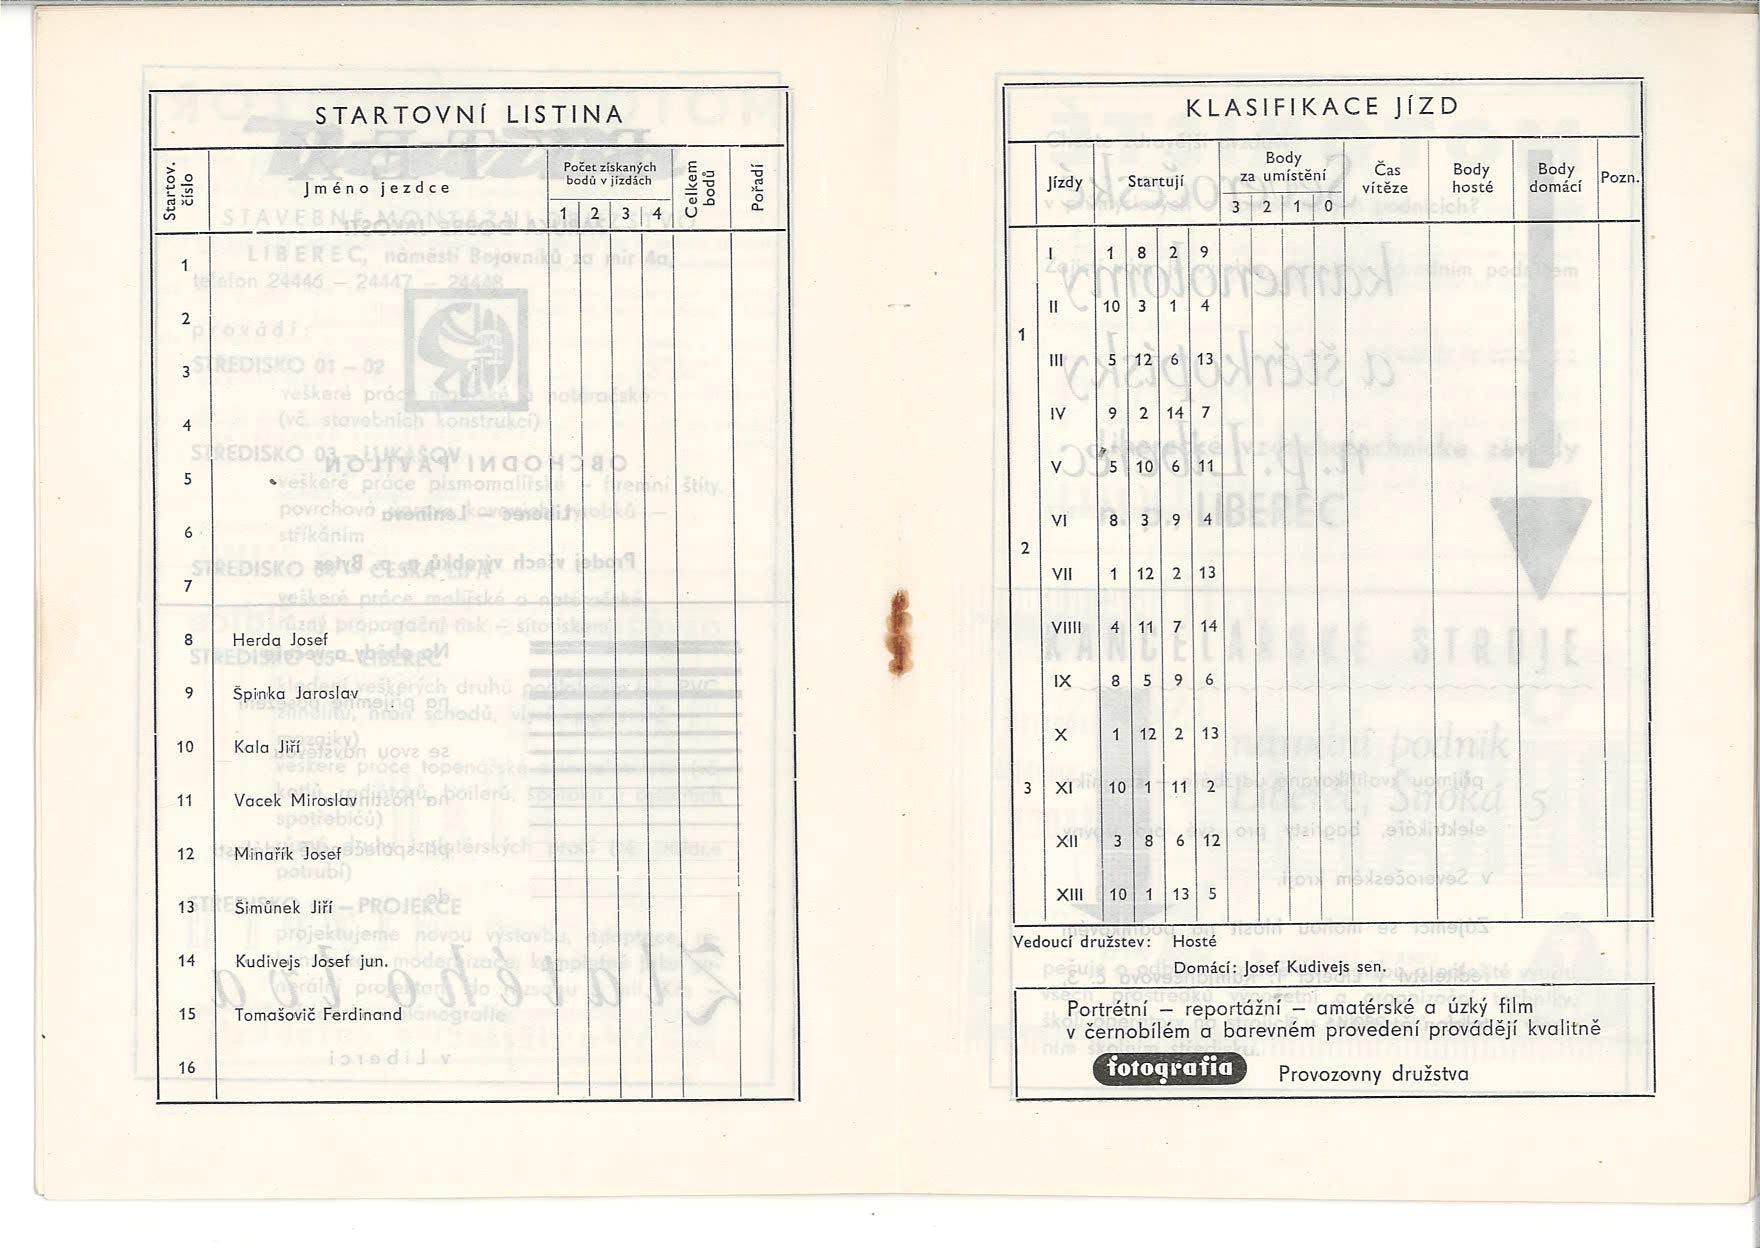 STARTOVNÍ LISTINA
Startov. číslo
Jméno jezdce
Počet získaných
bodů v jízdách
1 2 3 4
Celkem bodů
Pořadí
1
2
3
4
5
6
7
8 Herda Josef
9 Špinka Jaroslav
10 Kala Jiří
11 Vacek Miroslav
12 Minařík Josef
13 Šimůnek Jiří
14 Kudivejs Josef jun.
15 Tomašovič Ferdinand
16
KLASIFIKACE JÍZD
Jízdy
Startují
Body
za umístění
3 2 1 0
Čas
vítěze
Body
hosté
Body
domácí
Pozn.
I 1 8 2 9
II 10 3 1 4
1
III 5 12 6 13
IV 9 2 14 7
V 5 10 6 11
VI 8 3 9 4
2
VII 1 12 2 13
VIIII 4 11 7 14
IX 8 5 9 6
X 1 12 2 13
3 XI 10 1 11 2
XII 3 8 6 12
XIII 10 1 13 5
Vedoucí družstev: Hosté
Domácí: Josef Kudivejs sen.
Portrétní – reportážní – amatérské a úzký film
v černobílém a barevném provedení provádějí kvalitně
fotografia Provozovny družstva